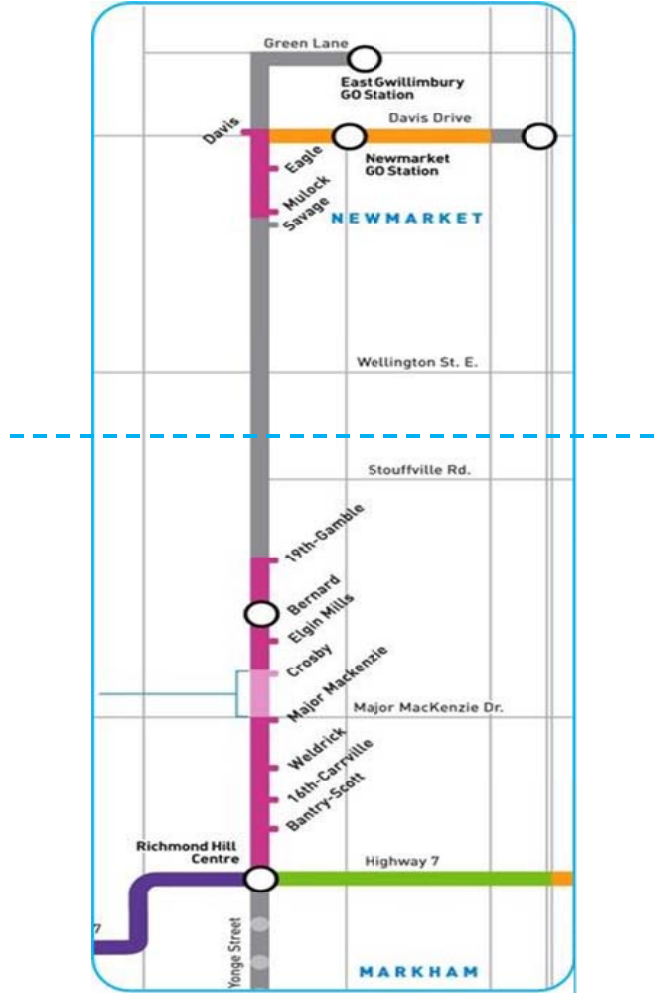 Green Lane
EastGwillimbury
GO Station
Davis
Davis Drive
Eagle
Newmarket
GO Station
Mulock
Savage
NEWMARKET
Wellington St. E.
Stouffville Rd.
19th-Gamble
Bernard
Elgin Mills
Crosby
Major Mackenzie
Major MacKenzie Dr.
Weldrick
16th-Carrville
Bantry-Scott
Richmond Hill
Centre
Highway 7
7
Yonge Street
MARKHAM